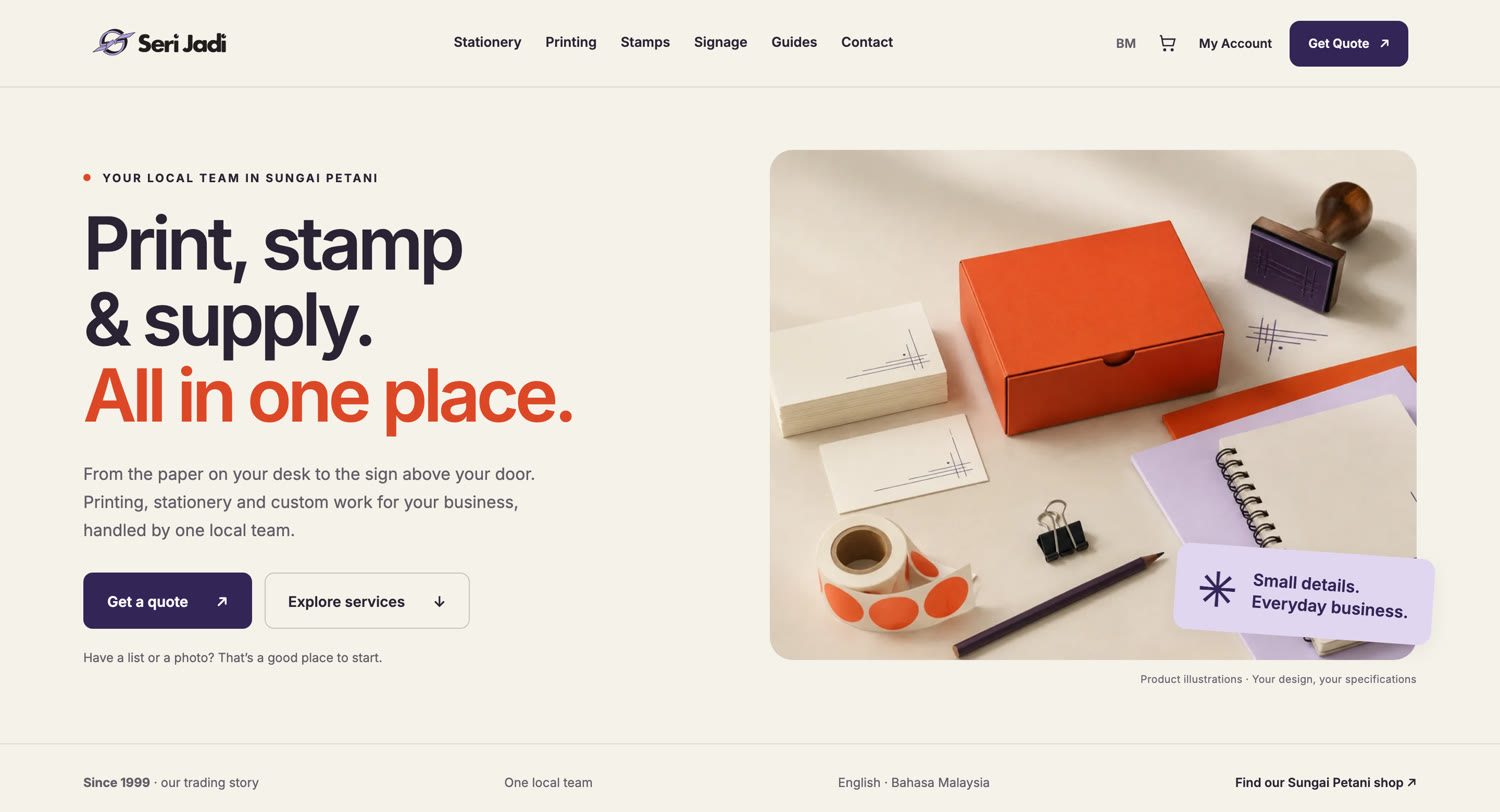 Seri Jadi
Stationery
Printing
Stamps
Signage
Guides
Contact
BM
My Account
Get Quote ↗
YOUR LOCAL TEAM IN SUNGAI PETANI
Print, stamp
& supply.
All in one place.
From the paper on your desk to the sign above your door.
Printing, stationery and custom work for your business,
handled by one local team.
Get a quote ↗
Explore services ↓
Have a list or a photo? That’s a good place to start.
Small details.
Everyday business.
Product illustrations · Your design, your specifications
Since 1999 · our trading story
One local team
English · Bahasa Malaysia
Find our Sungai Petani shop ↗